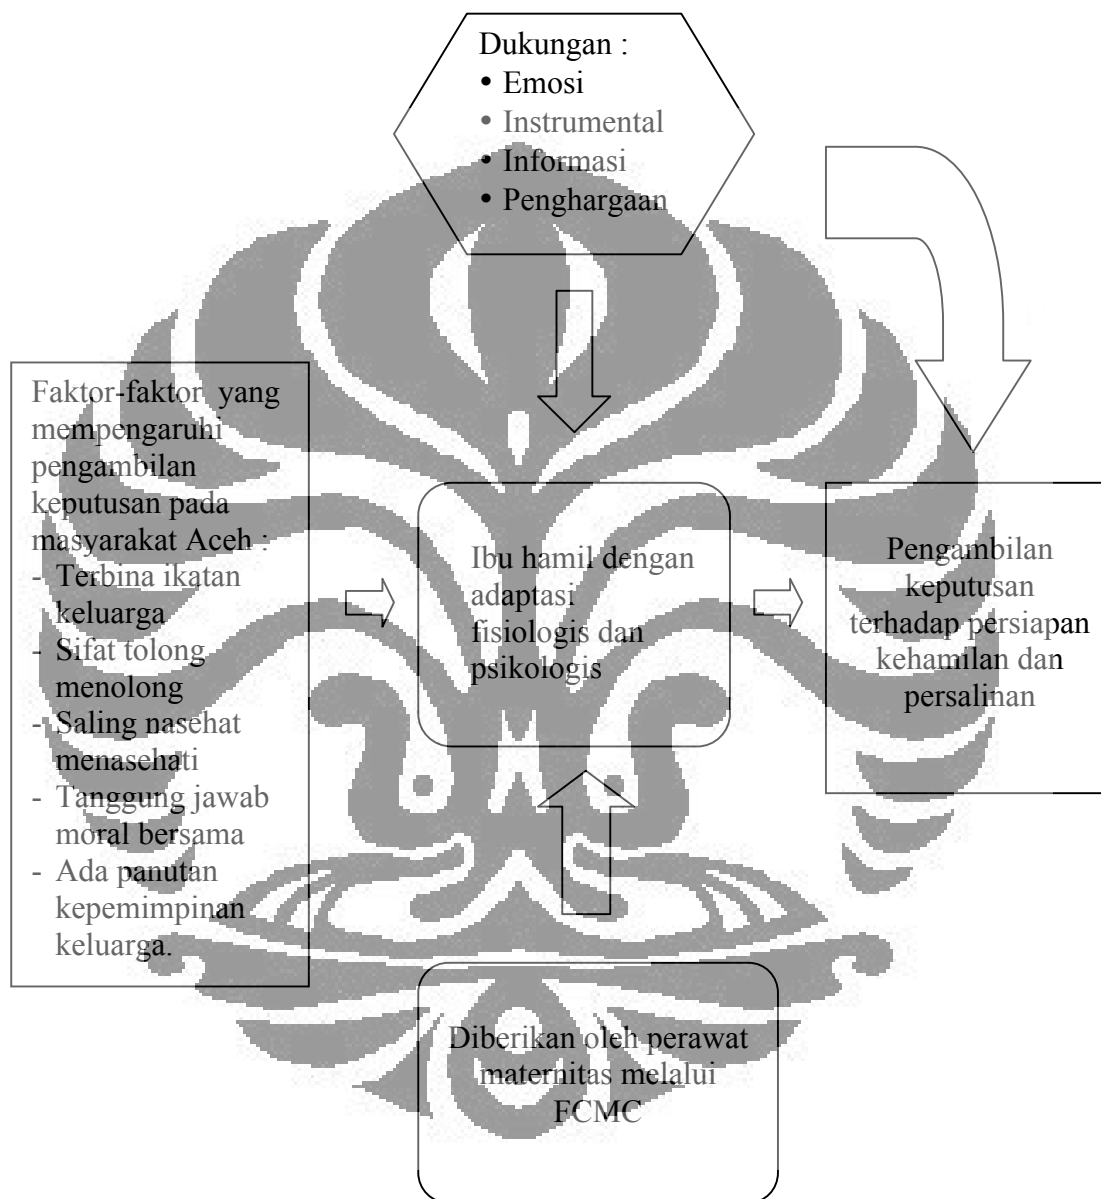 Dukungan :
• Emosi
• Instrumental
• Informasi
• Penghargaan
Faktor-faktor yang
mempengaruhi
pengambilan
keputusan pada
masyarakat Aceh :
- Terbina ikatan
keluarga
- Sifat tolong
menolong
- Saling nasehat
menasehati
- Tanggung jawab
moral bersama
- Ada panutan
kepemimpinan
keluarga.
Ibu hamil dengan
adaptasi
fisiologis dan
psikologis
Pengambilan
keputusan
terhadap persiapan
kehamilan dan
persalinan
Diberikan oleh perawat
maternitas melalui
FCMC